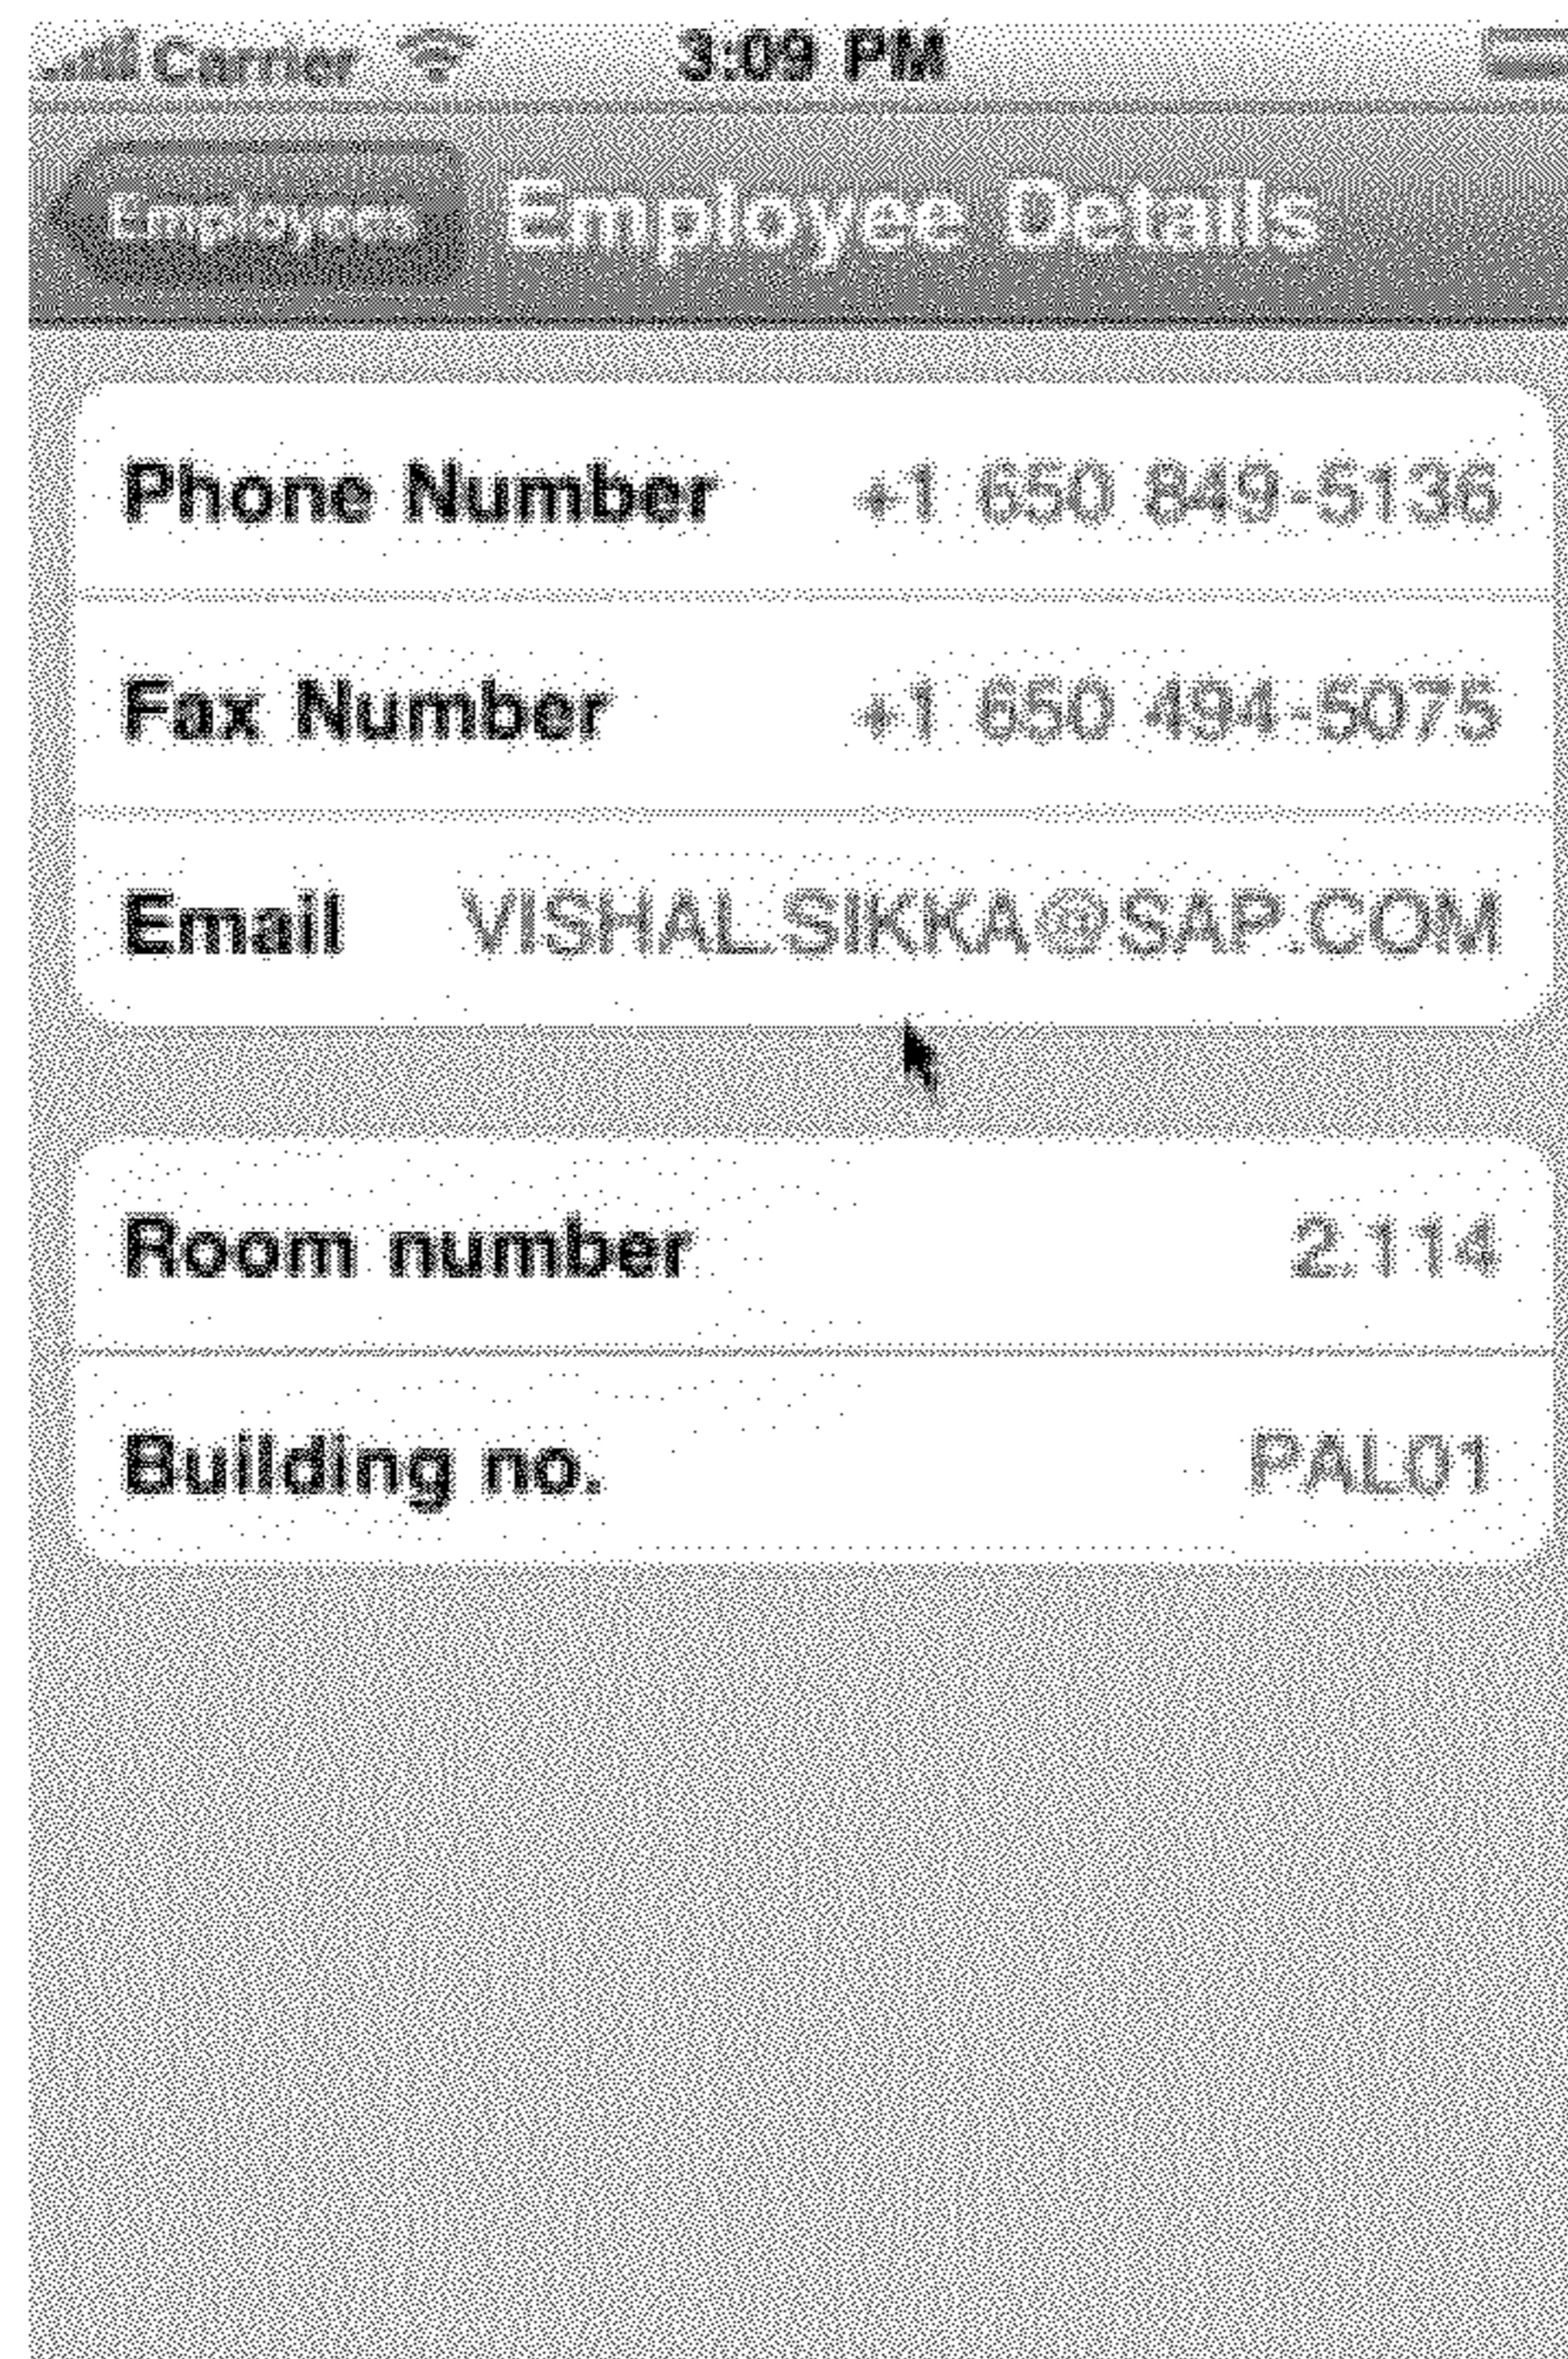 Carrier 3:09 PM
Employees Employee Details
Phone Number +1 650 849-5136
Fax Number +1 650 494-5075
Email VISHAL.SIKKA@SAP.COM
Room number 2.114
Building no. PAL01